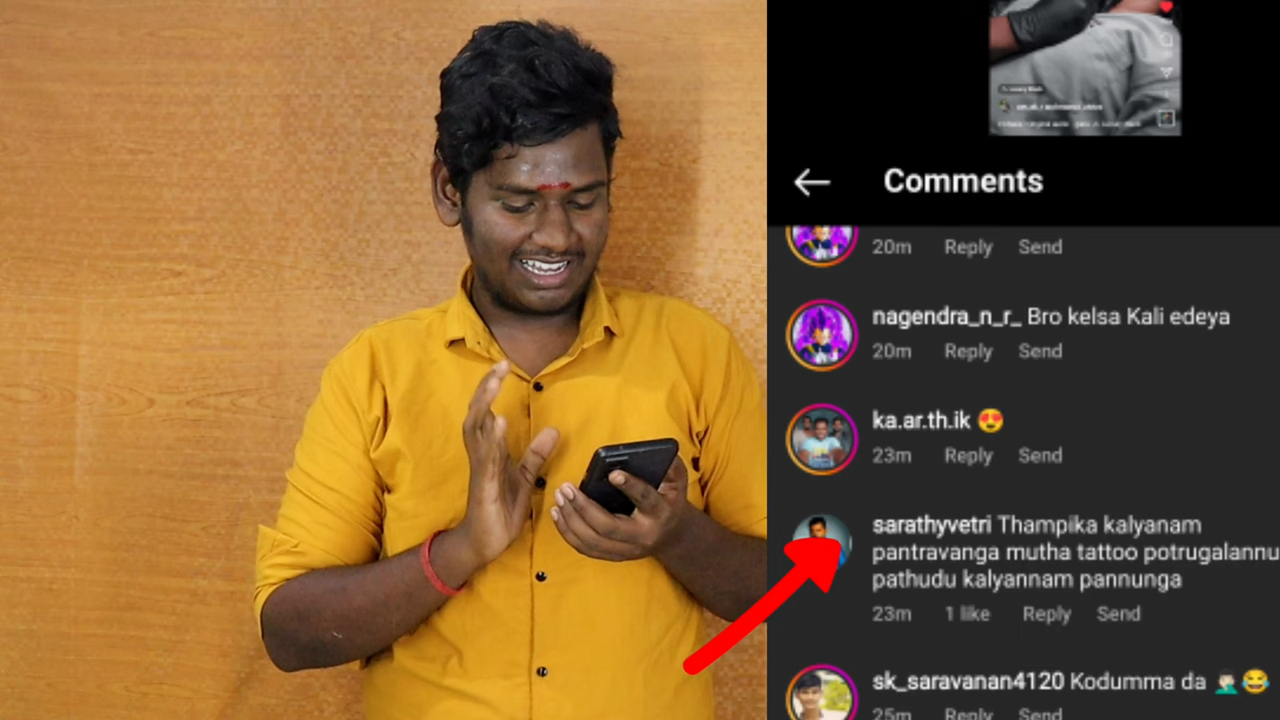 Comments
20m Reply Send
nagendra_n_r_ Bro kelsa Kali edeya
20m Reply Send
ka.ar.th.ik 😍
23m Reply Send
sarathyvetri Thampika kalyanam
pantravanga mutha tattoo potrugalannu
pathudu kalyannam pannunga
23m 1 like Reply Send
sk_saravanan4120 Kodumma da 🤦🏻‍♂️😂
25m Reply Send